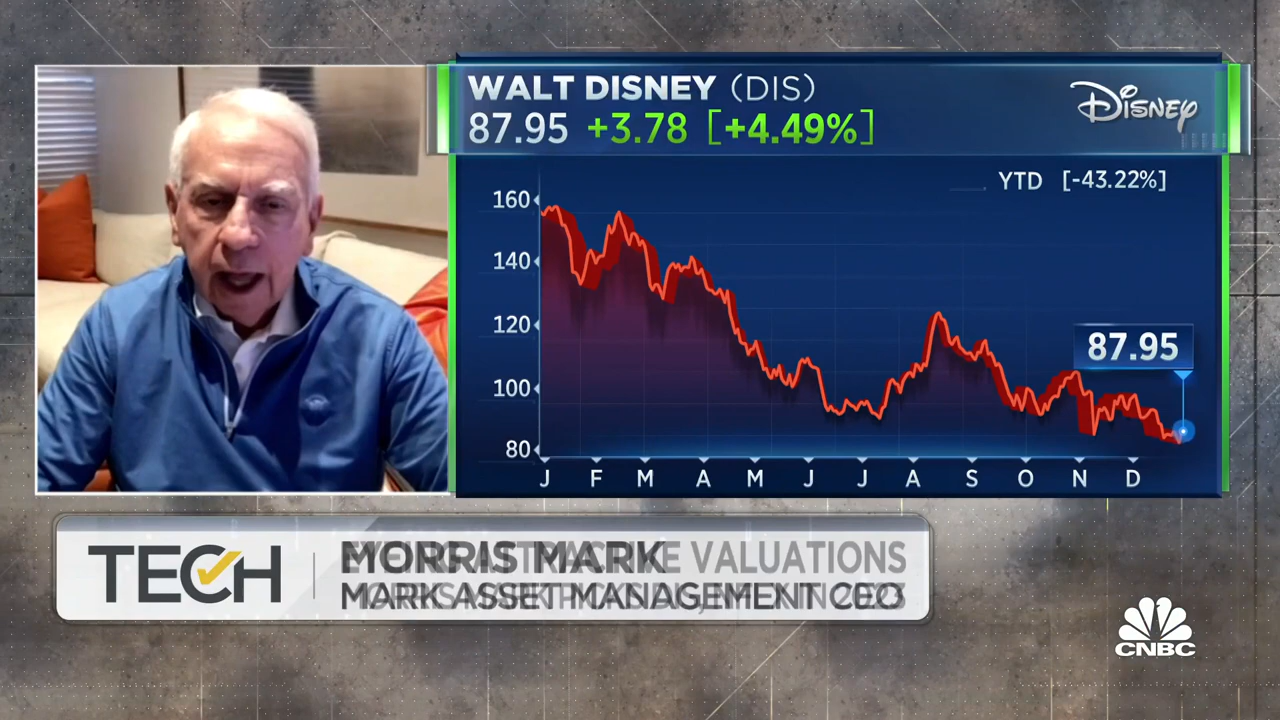 WALT DISNEY (DIS)
87.95 +3.78 [+4.49%]
Disney
YTD [-43.22%]
160
140
120
100
80
87.95
J F M A M J J A S O N D
TECH
MORRIS MARK
VALUATIONS
MARK ASSET MANAGEMENT CEO
CNBC